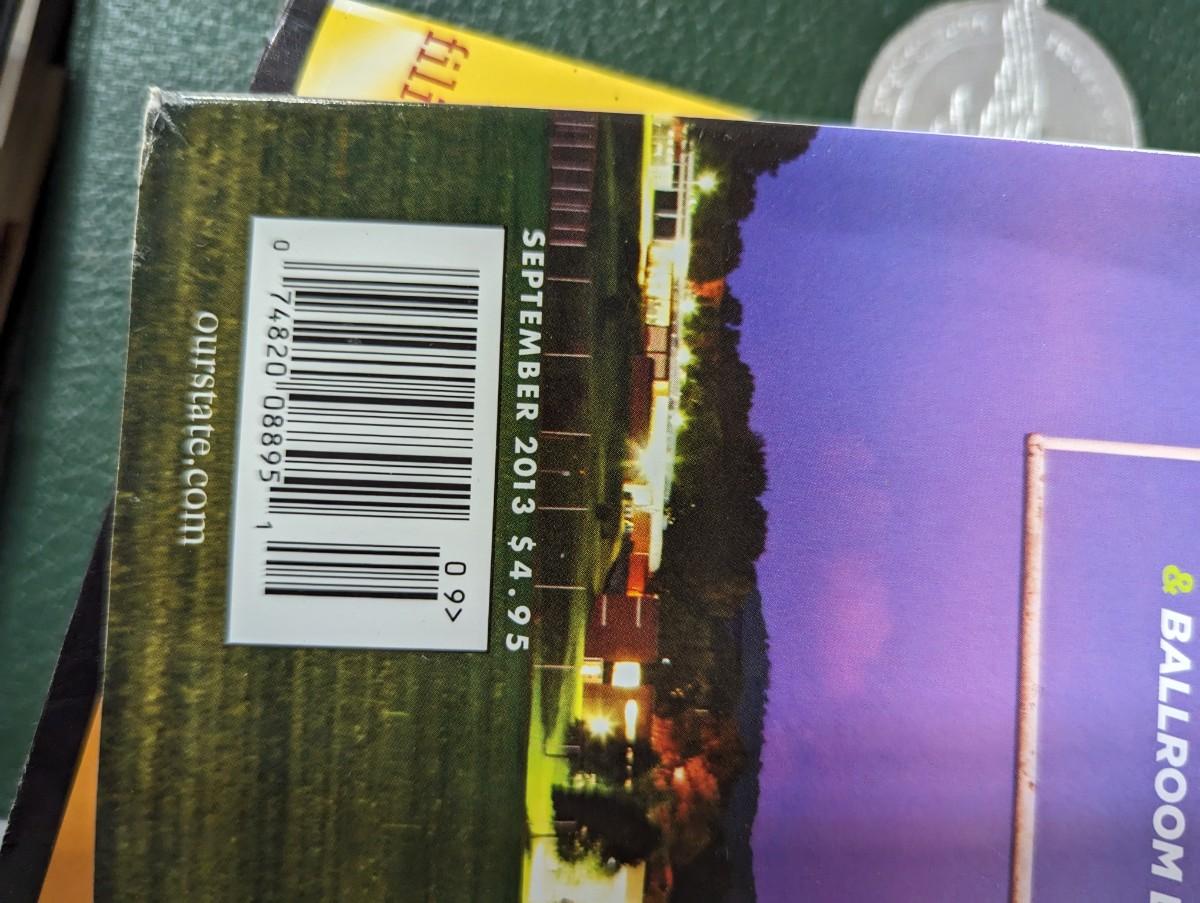 SEPTEMBER 2013 $4.95
09>
0 74820 08895 1
ourstate.com
& BALLROOM